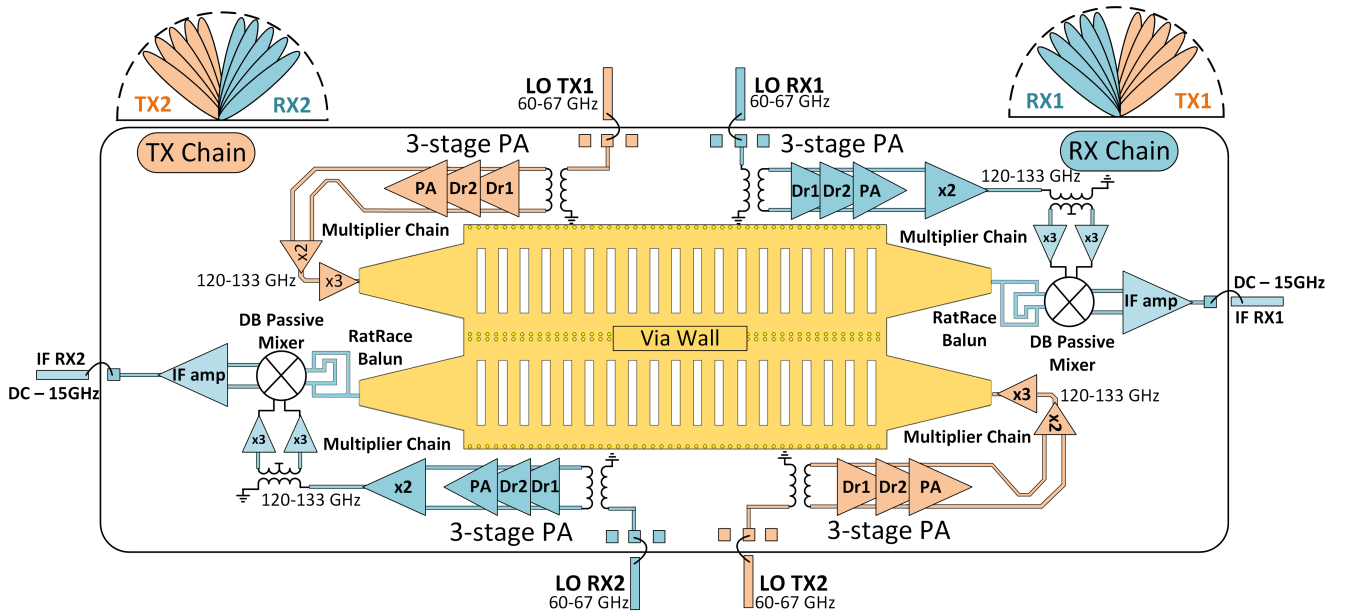 TX2
RX2
RX1
TX1
TX Chain
RX Chain
LO TX1
60-67 GHz
LO RX1
60-67 GHz
3-stage PA
3-stage PA
PA
Dr2
Dr1
Dr1
Dr2
PA
x2
120-133 GHz
Multiplier Chain
Multiplier Chain
x2
120-133 GHz
x3
x3
x3
IF amp
DC – 15GHz
IF RX1
RatRace
Balun
DB Passive
Mixer
DB Passive
Mixer
RatRace
Balun
Via Wall
IF RX2
DC – 15GHz
IF amp
x3
x3
Multiplier Chain
120-133 GHz
x2
PA
Dr2
Dr1
3-stage PA
x3
120-133 GHz
x2
Multiplier Chain
Dr1
Dr2
PA
3-stage PA
LO RX2
60-67 GHz
LO TX2
60-67 GHz